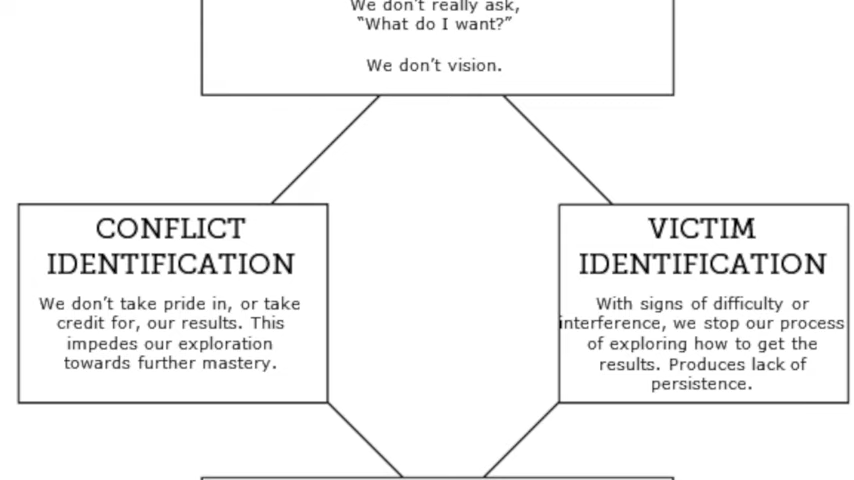 We don't really ask,
"What do I want?"
We don't vision.
CONFLICT
IDENTIFICATION
We don't take pride in, or take
credit for, our results. This
impedes our exploration
towards further mastery.
VICTIM
IDENTIFICATION
With signs of difficulty or
interference, we stop our process
of exploring how to get the
results. Produces lack of
persistence.